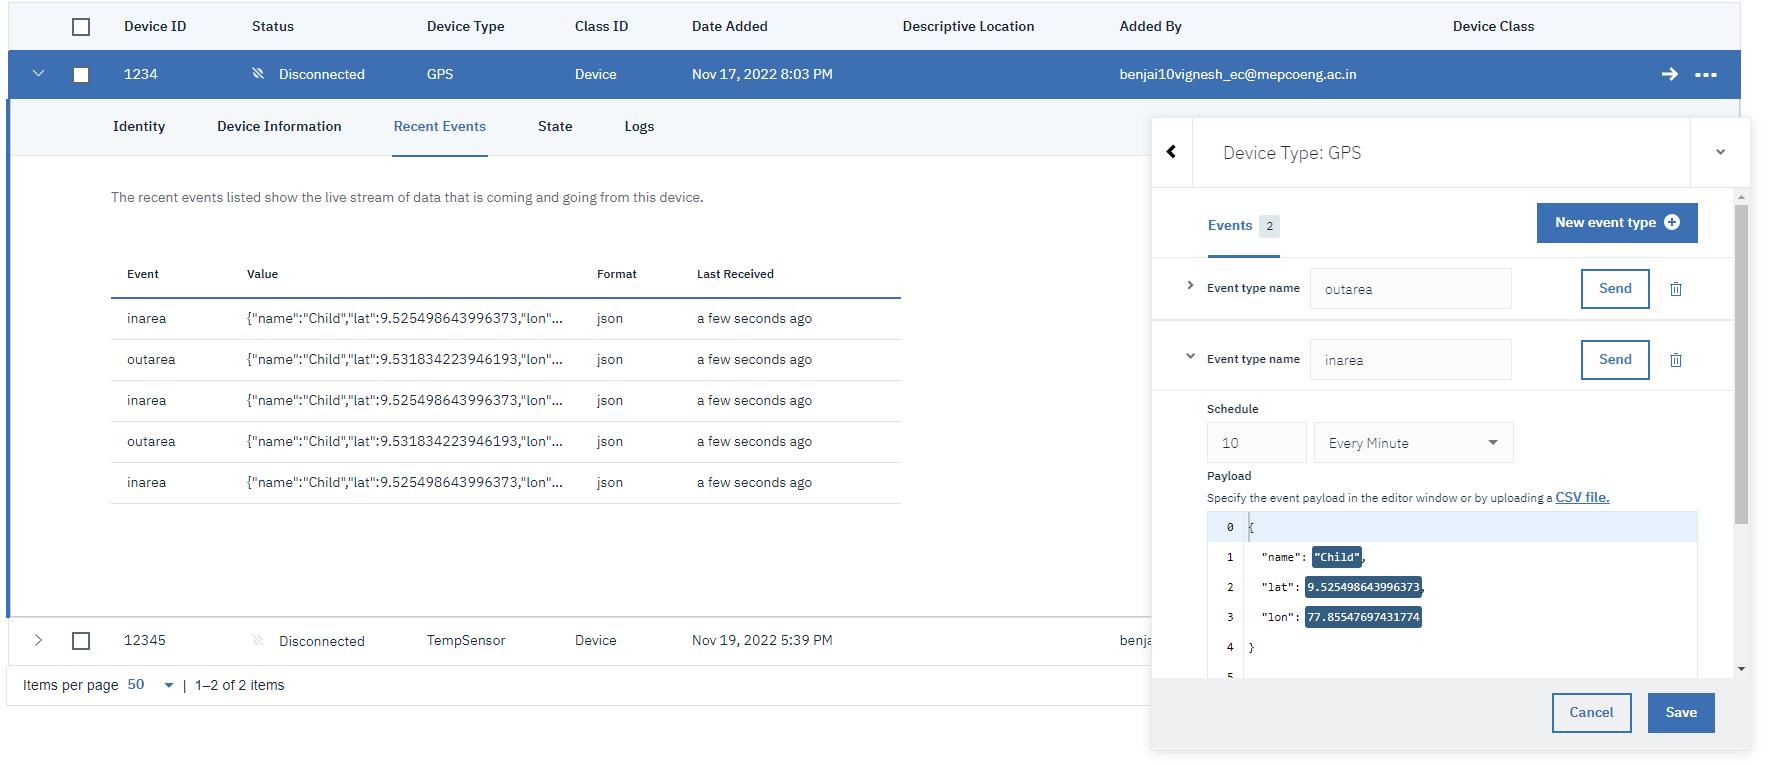 Device ID Status Device Type Class ID Date Added Descriptive Location Added By Device Class
1234 Disconnected GPS Device Nov 17, 2022 8:03 PM benjai10vignesh_ec@mepcoeng.ac.in
Identity Device Information Recent Events State Logs
The recent events listed show the live stream of data that is coming and going from this device.
Event Value Format Last Received
inarea {"name":"Child","lat":9.525498643996373,"lon"... json a few seconds ago
outarea {"name":"Child","lat":9.531834223946193,"lon"... json a few seconds ago
inarea {"name":"Child","lat":9.525498643996373,"lon"... json a few seconds ago
outarea {"name":"Child","lat":9.531834223946193,"lon"... json a few seconds ago
inarea {"name":"Child","lat":9.525498643996373,"lon"... json a few seconds ago
12345 Disconnected TempSensor Device Nov 19, 2022 5:39 PM benja
Items per page 50 | 1–2 of 2 items
Device Type: GPS
Events 2 New event type
Event type name outarea Send
Event type name inarea Send
Schedule
10 Every Minute
Payload
Specify the event payload in the editor window or by uploading a CSV file.
0 {
1 "name": "Child",
2 "lat": 9.525498643996373,
3 "lon": 77.85547697431774
4 }
5
Cancel Save